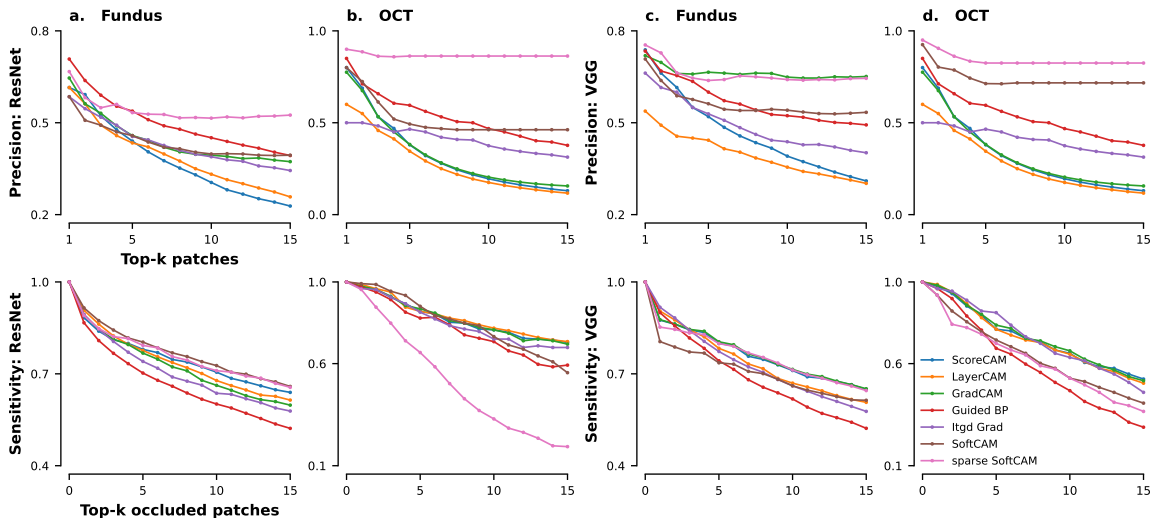 a. Fundus
b. OCT
c. Fundus
d. OCT
Precision: ResNet
0.8
0.5
0.2
1 5 10 15
Top-k patches
1.0
0.5
0.0
1 5 10 15
Precision: VGG
0.8
0.5
0.2
1 5 10 15
1.0
0.5
0.0
1 5 10 15
Sensitivity: ResNet
1.0
0.7
0.4
0 5 10 15
Top-k occluded patches
1.0
0.6
0.1
0 5 10 15
Sensitivity: VGG
1.0
0.7
0.4
0 5 10 15
1.0
0.6
0.1
0 5 10 15
ScoreCAM
LayerCAM
GradCAM
Guided BP
Itgd Grad
SoftCAM
sparse SoftCAM